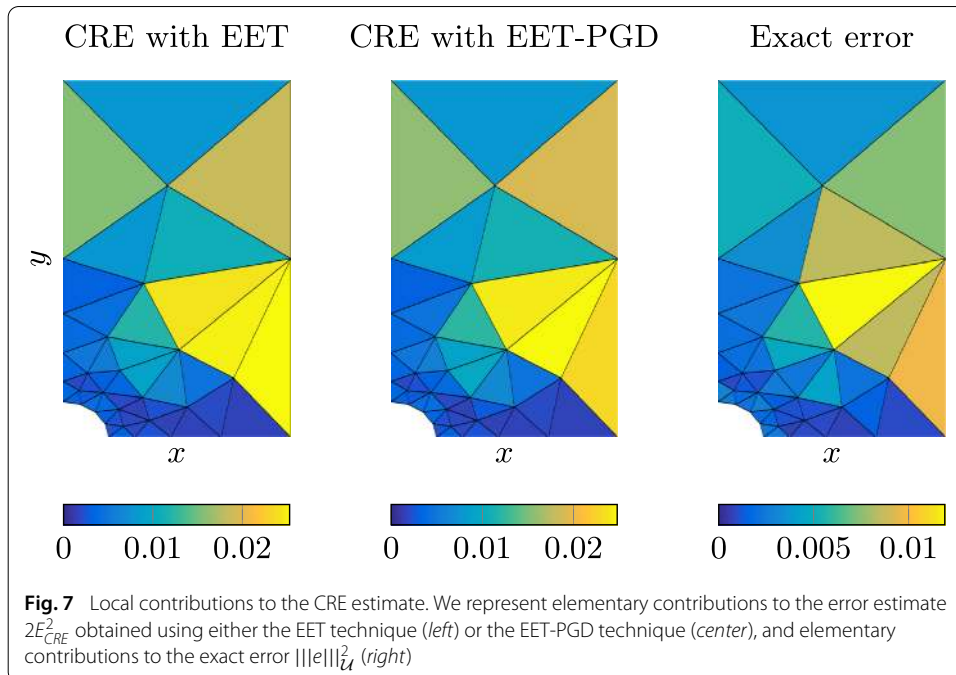 CRE with EET CRE with EET-PGD Exact error
y
x x x
0 0.01 0.02 0 0.01 0.02 0 0.005 0.01
Fig. 7 Local contributions to the CRE estimate. We represent elementary contributions to the error estimate
2E²_CRE obtained using either the EET technique (left) or the EET-PGD technique (center), and elementary
contributions to the exact error |||e|||²_𝓤 (right)